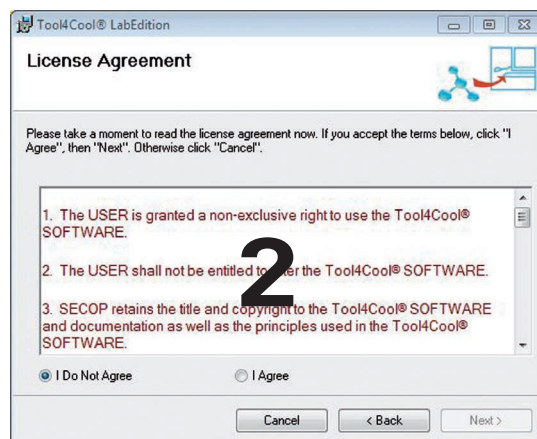 Tool4Cool® LabEdition
License Agreement
Please take a moment to read the license agreement now. If you accept the terms below, click "I
Agree", then "Next". Otherwise click "Cancel".
1. The USER is granted a non-exclusive right to use the Tool4Cool®
SOFTWARE.
2. The USER shall not be entitled to alter the Tool4Cool® SOFTWARE.
3. SECOP retains the title and copyright to the Tool4Cool® SOFTWARE
and documentation as well as the principles used in the Tool4Cool®
SOFTWARE.
2
I Do Not Agree
I Agree
Cancel
< Back
Next >